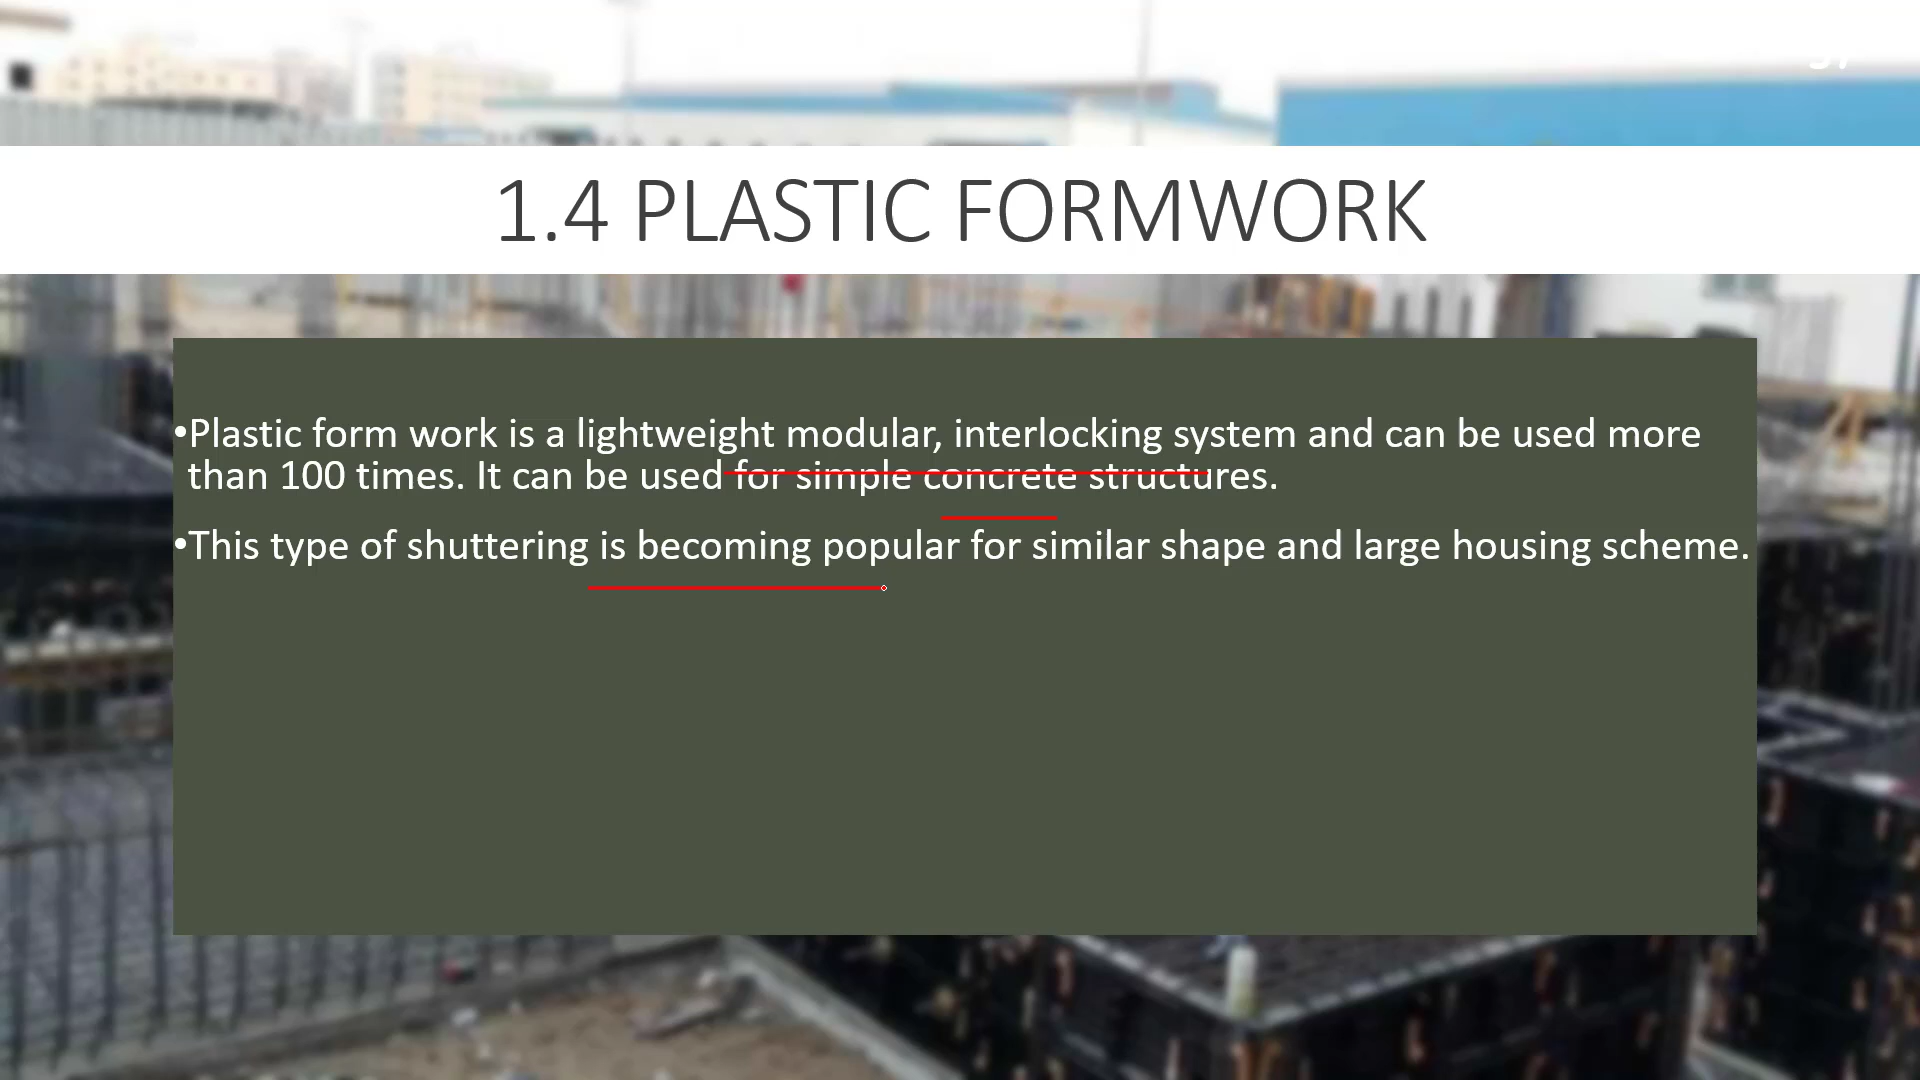 1.4 PLASTIC FORMWORK
•Plastic form work is a lightweight modular, interlocking system and can be used more
than 100 times. It can be used for simple concrete structures.
•This type of shuttering is becoming popular for similar shape and large housing scheme.